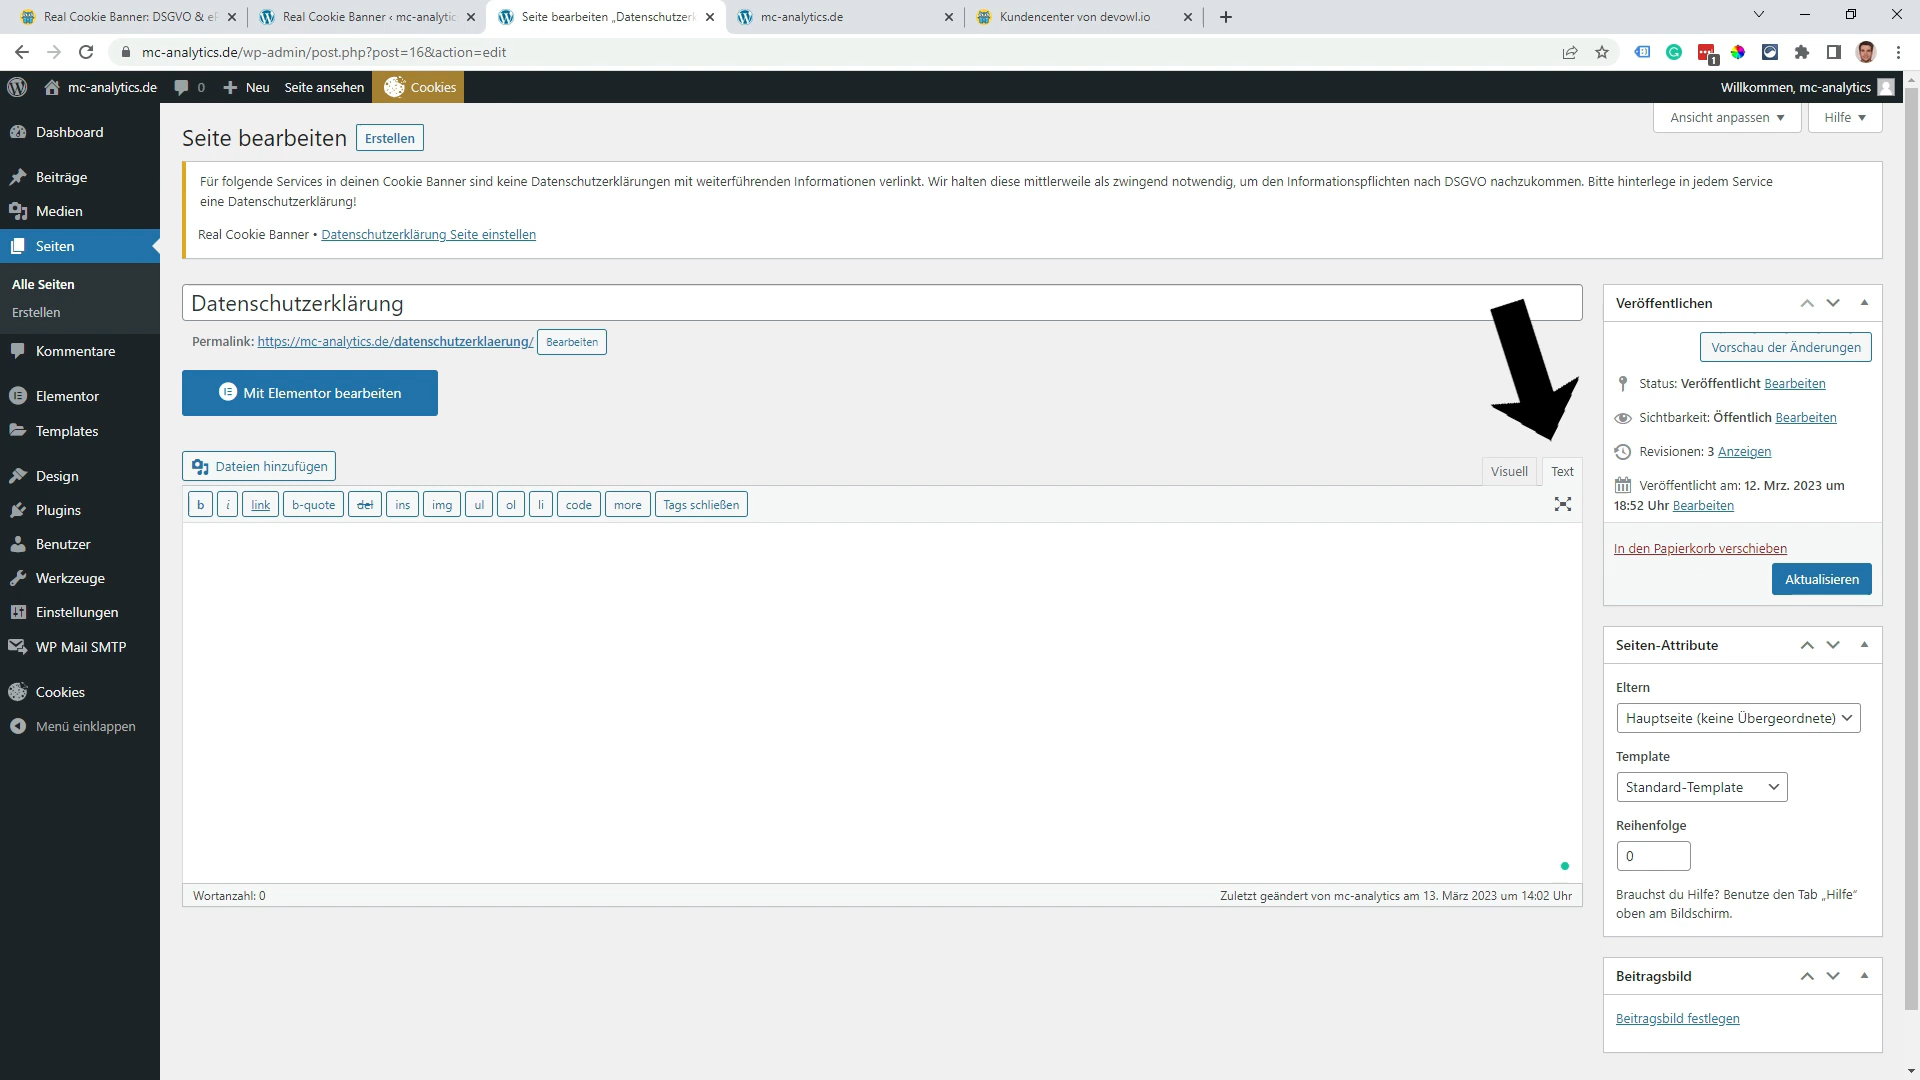 Real Cookie Banner: DSGVO & eP
Real Cookie Banner ‹ mc-analytic
Seite bearbeiten „Datenschutzerk
mc-analytics.de
Kundencenter von devowl.io
mc-analytics.de/wp-admin/post.php?post=16&action=edit
1
mc-analytics.de
0
Neu
Seite ansehen
Cookies
Willkommen, mc-analytics
Dashboard
Beiträge
Medien
Seiten
Alle Seiten
Erstellen
Kommentare
Elementor
Templates
Design
Plugins
Benutzer
Werkzeuge
Einstellungen
WP Mail SMTP
Cookies
Menü einklappen
Ansicht anpassen
Hilfe
Seite bearbeiten
Erstellen
Für folgende Services in deinen Cookie Banner sind keine Datenschutzerklärungen mit weiterführenden Informationen verlinkt. Wir halten diese mittlerweile als zwingend notwendig, um den Informationspflichten nach DSGVO nachzukommen. Bitte hinterlege in jedem Service
eine Datenschutzerklärung!
Real Cookie Banner • Datenschutzerklärung Seite einstellen
Datenschutzerklärung
Permalink: https://mc-analytics.de/datenschutzerklaerung/ Bearbeiten
Mit Elementor bearbeiten
Dateien hinzufügen
Visuell
Text
b
i
link
b-quote
del
ins
img
ul
ol
li
code
more
Tags schließen
Wortanzahl: 0
Zuletzt geändert von mc-analytics am 13. März 2023 um 14:02 Uhr
Veröffentlichen
Vorschau der Änderungen
Status: Veröffentlicht Bearbeiten
Sichtbarkeit: Öffentlich Bearbeiten
Revisionen: 3 Anzeigen
Veröffentlicht am: 12. Mrz. 2023 um
18:52 Uhr Bearbeiten
In den Papierkorb verschieben
Aktualisieren
Seiten-Attribute
Eltern
Hauptseite (keine Übergeordnete)
Template
Standard-Template
Reihenfolge
0
Brauchst du Hilfe? Benutze den Tab „Hilfe“
oben am Bildschirm.
Beitragsbild
Beitragsbild festlegen